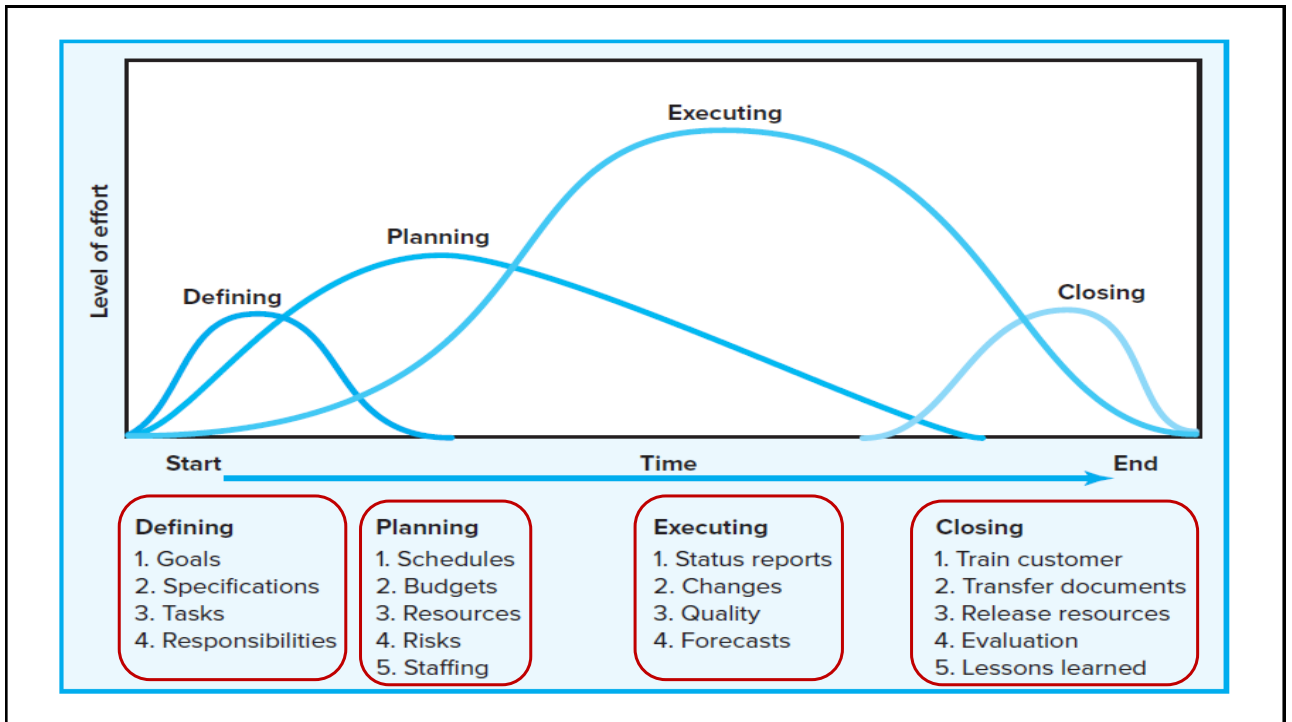 Executing
Planning
Defining
Closing
Level of effort
Start
Time
End
Defining
1. Goals
2. Specifications
3. Tasks
4. Responsibilities
Planning
1. Schedules
2. Budgets
3. Resources
4. Risks
5. Staffing
Executing
1. Status reports
2. Changes
3. Quality
4. Forecasts
Closing
1. Train customer
2. Transfer documents
3. Release resources
4. Evaluation
5. Lessons learned